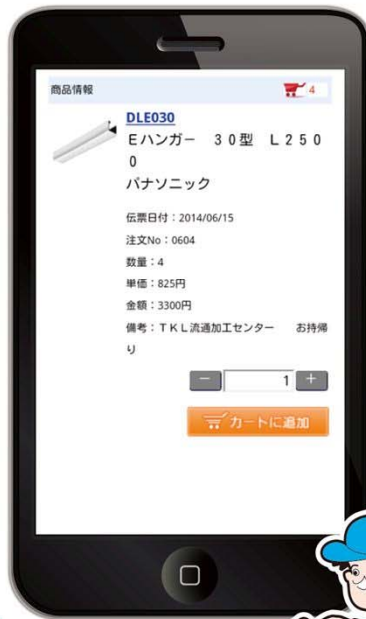 商品情報
4
DLE030
Eハンガー 30型 L250
0
パナソニック
伝票日付：2014/06/15
注文No：0604
数量：4
単価：825円
金額：3300円
備考：TKL流通加工センター　お持帰
り
－ 1 ＋
カートに追加